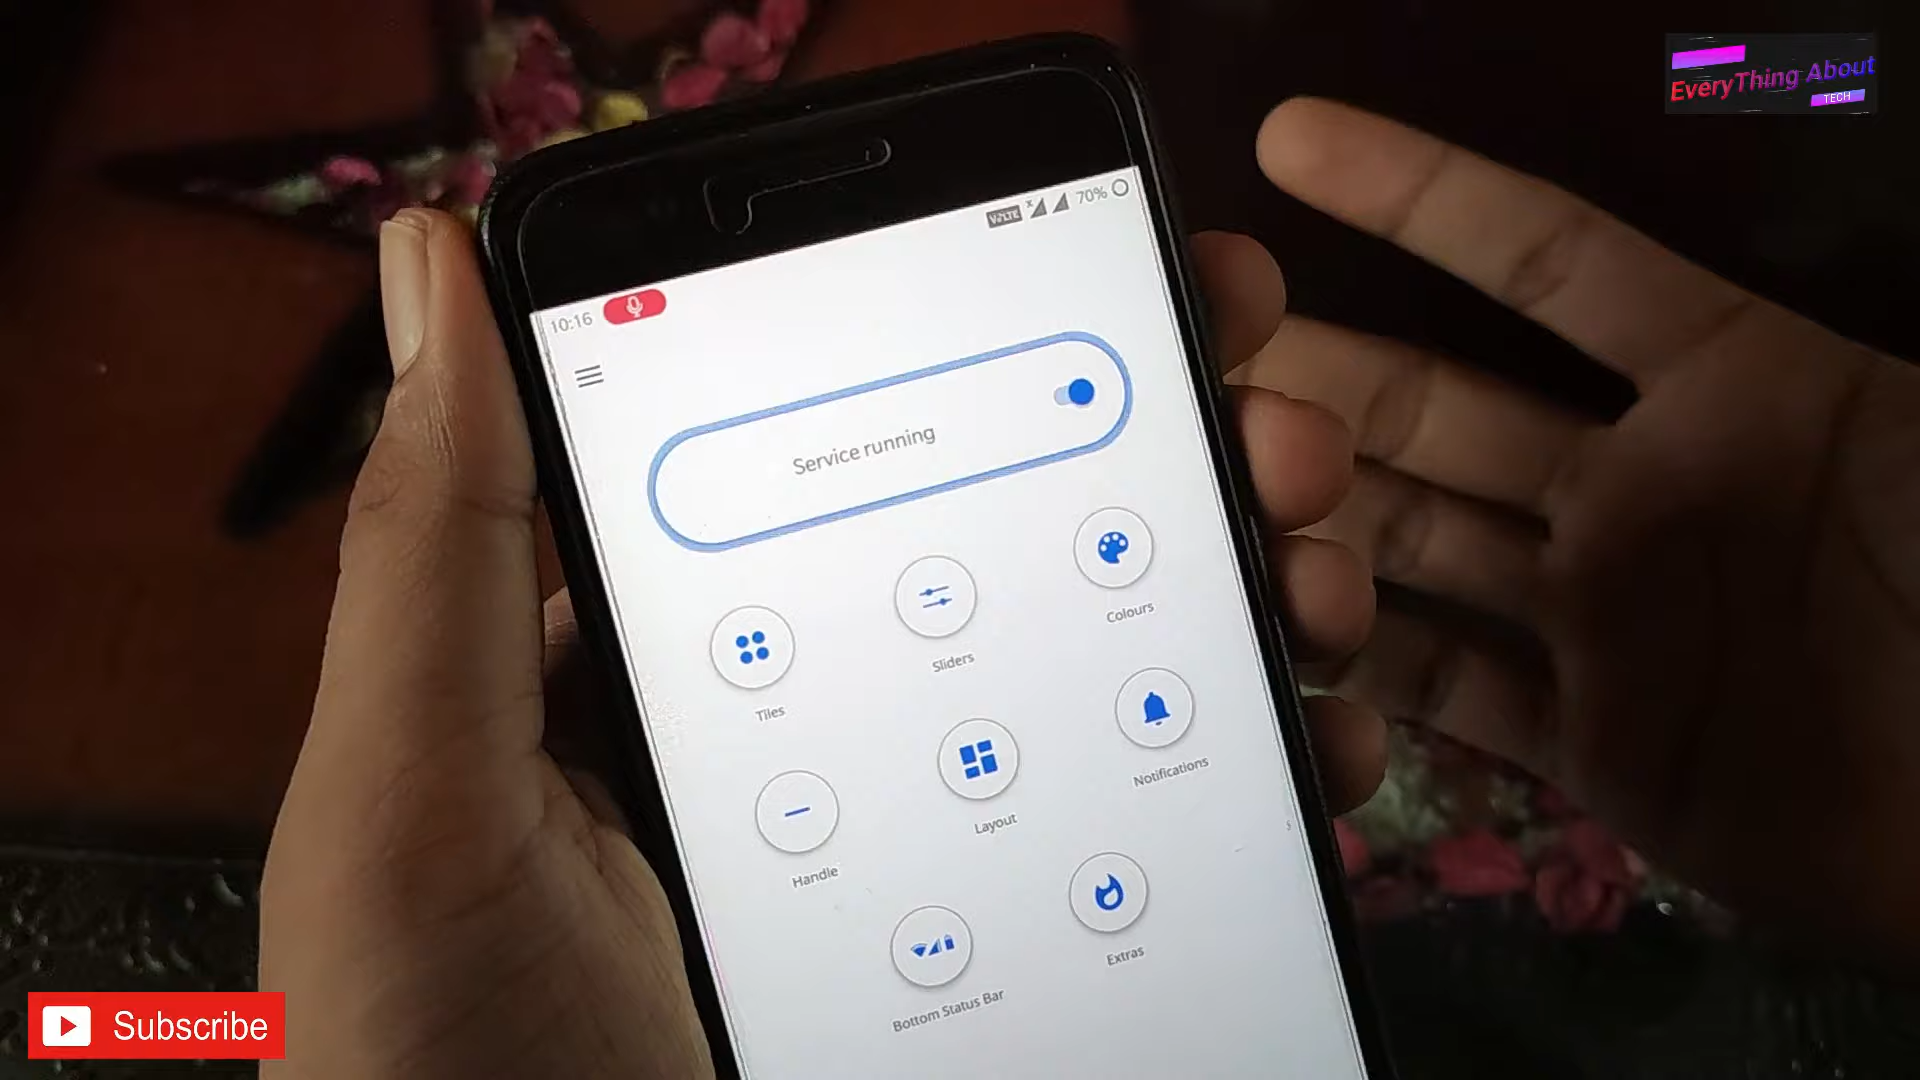 EveryThing About
TECH
VoLTE x 70%
10:16
Service running
Colours
Sliders
Tiles
Notifications
Layout
Handle
Extras
Bottom Status Bar
Subscribe